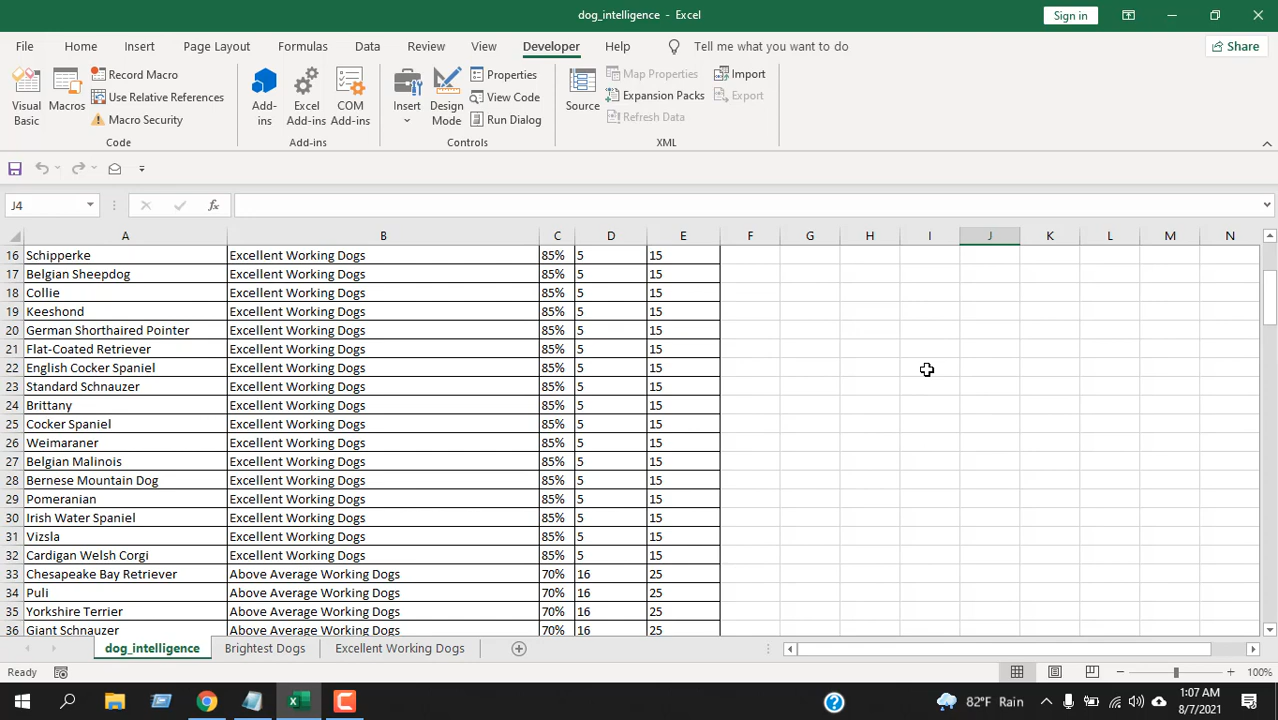 dog_intelligence - Excel
Sign in
File Home Insert Page Layout Formulas Data Review View Developer Help Tell me what you want to do Share
Visual Basic
Macros
Record Macro
Use Relative References
Macro Security
Code
Add-ins
Excel Add-ins
COM Add-ins
Add-ins
Insert
Design Mode
Properties
View Code
Run Dialog
Controls
Source
Map Properties
Expansion Packs
Refresh Data
Import
Export
XML
J4
fx
A B C D E F G H I J K L M N
16 Schipperke Excellent Working Dogs 85% 5 15
17 Belgian Sheepdog Excellent Working Dogs 85% 5 15
18 Collie Excellent Working Dogs 85% 5 15
19 Keeshond Excellent Working Dogs 85% 5 15
20 German Shorthaired Pointer Excellent Working Dogs 85% 5 15
21 Flat-Coated Retriever Excellent Working Dogs 85% 5 15
22 English Cocker Spaniel Excellent Working Dogs 85% 5 15
23 Standard Schnauzer Excellent Working Dogs 85% 5 15
24 Brittany Excellent Working Dogs 85% 5 15
25 Cocker Spaniel Excellent Working Dogs 85% 5 15
26 Weimaraner Excellent Working Dogs 85% 5 15
27 Belgian Malinois Excellent Working Dogs 85% 5 15
28 Bernese Mountain Dog Excellent Working Dogs 85% 5 15
29 Pomeranian Excellent Working Dogs 85% 5 15
30 Irish Water Spaniel Excellent Working Dogs 85% 5 15
31 Vizsla Excellent Working Dogs 85% 5 15
32 Cardigan Welsh Corgi Excellent Working Dogs 85% 5 15
33 Chesapeake Bay Retriever Above Average Working Dogs 70% 16 25
34 Puli Above Average Working Dogs 70% 16 25
35 Yorkshire Terrier Above Average Working Dogs 70% 16 25
36 Giant Schnauzer Above Average Working Dogs 70% 16 25
dog_intelligence Brightest Dogs Excellent Working Dogs
Ready 100%
82°F Rain
1:07 AM
8/7/2021